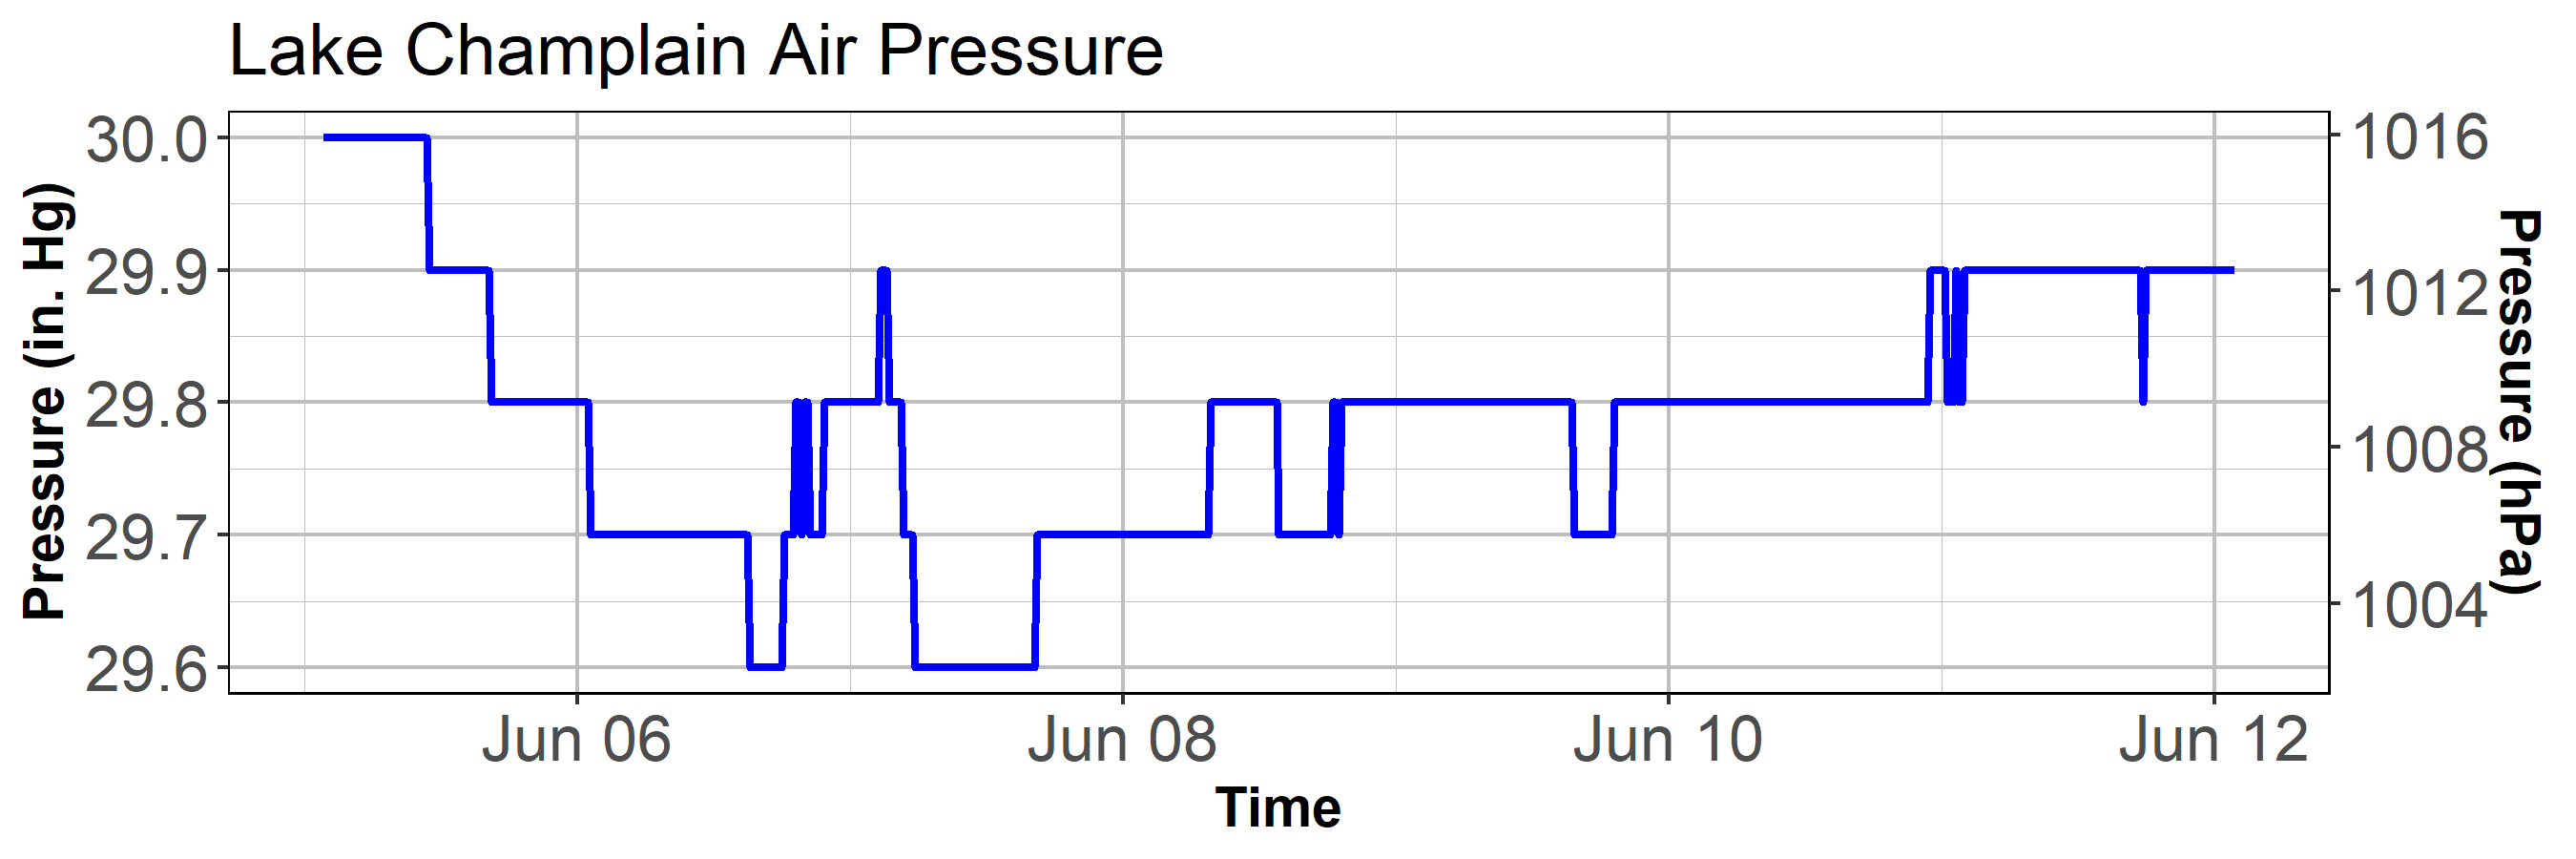 Lake Champlain Air Pressure
Pressure (in. Hg)
30.0
29.9
29.8
29.7
29.6
1016
1012
1008
1004
Pressure (hPa)
Jun 06 Jun 08 Jun 10 Jun 12
Time